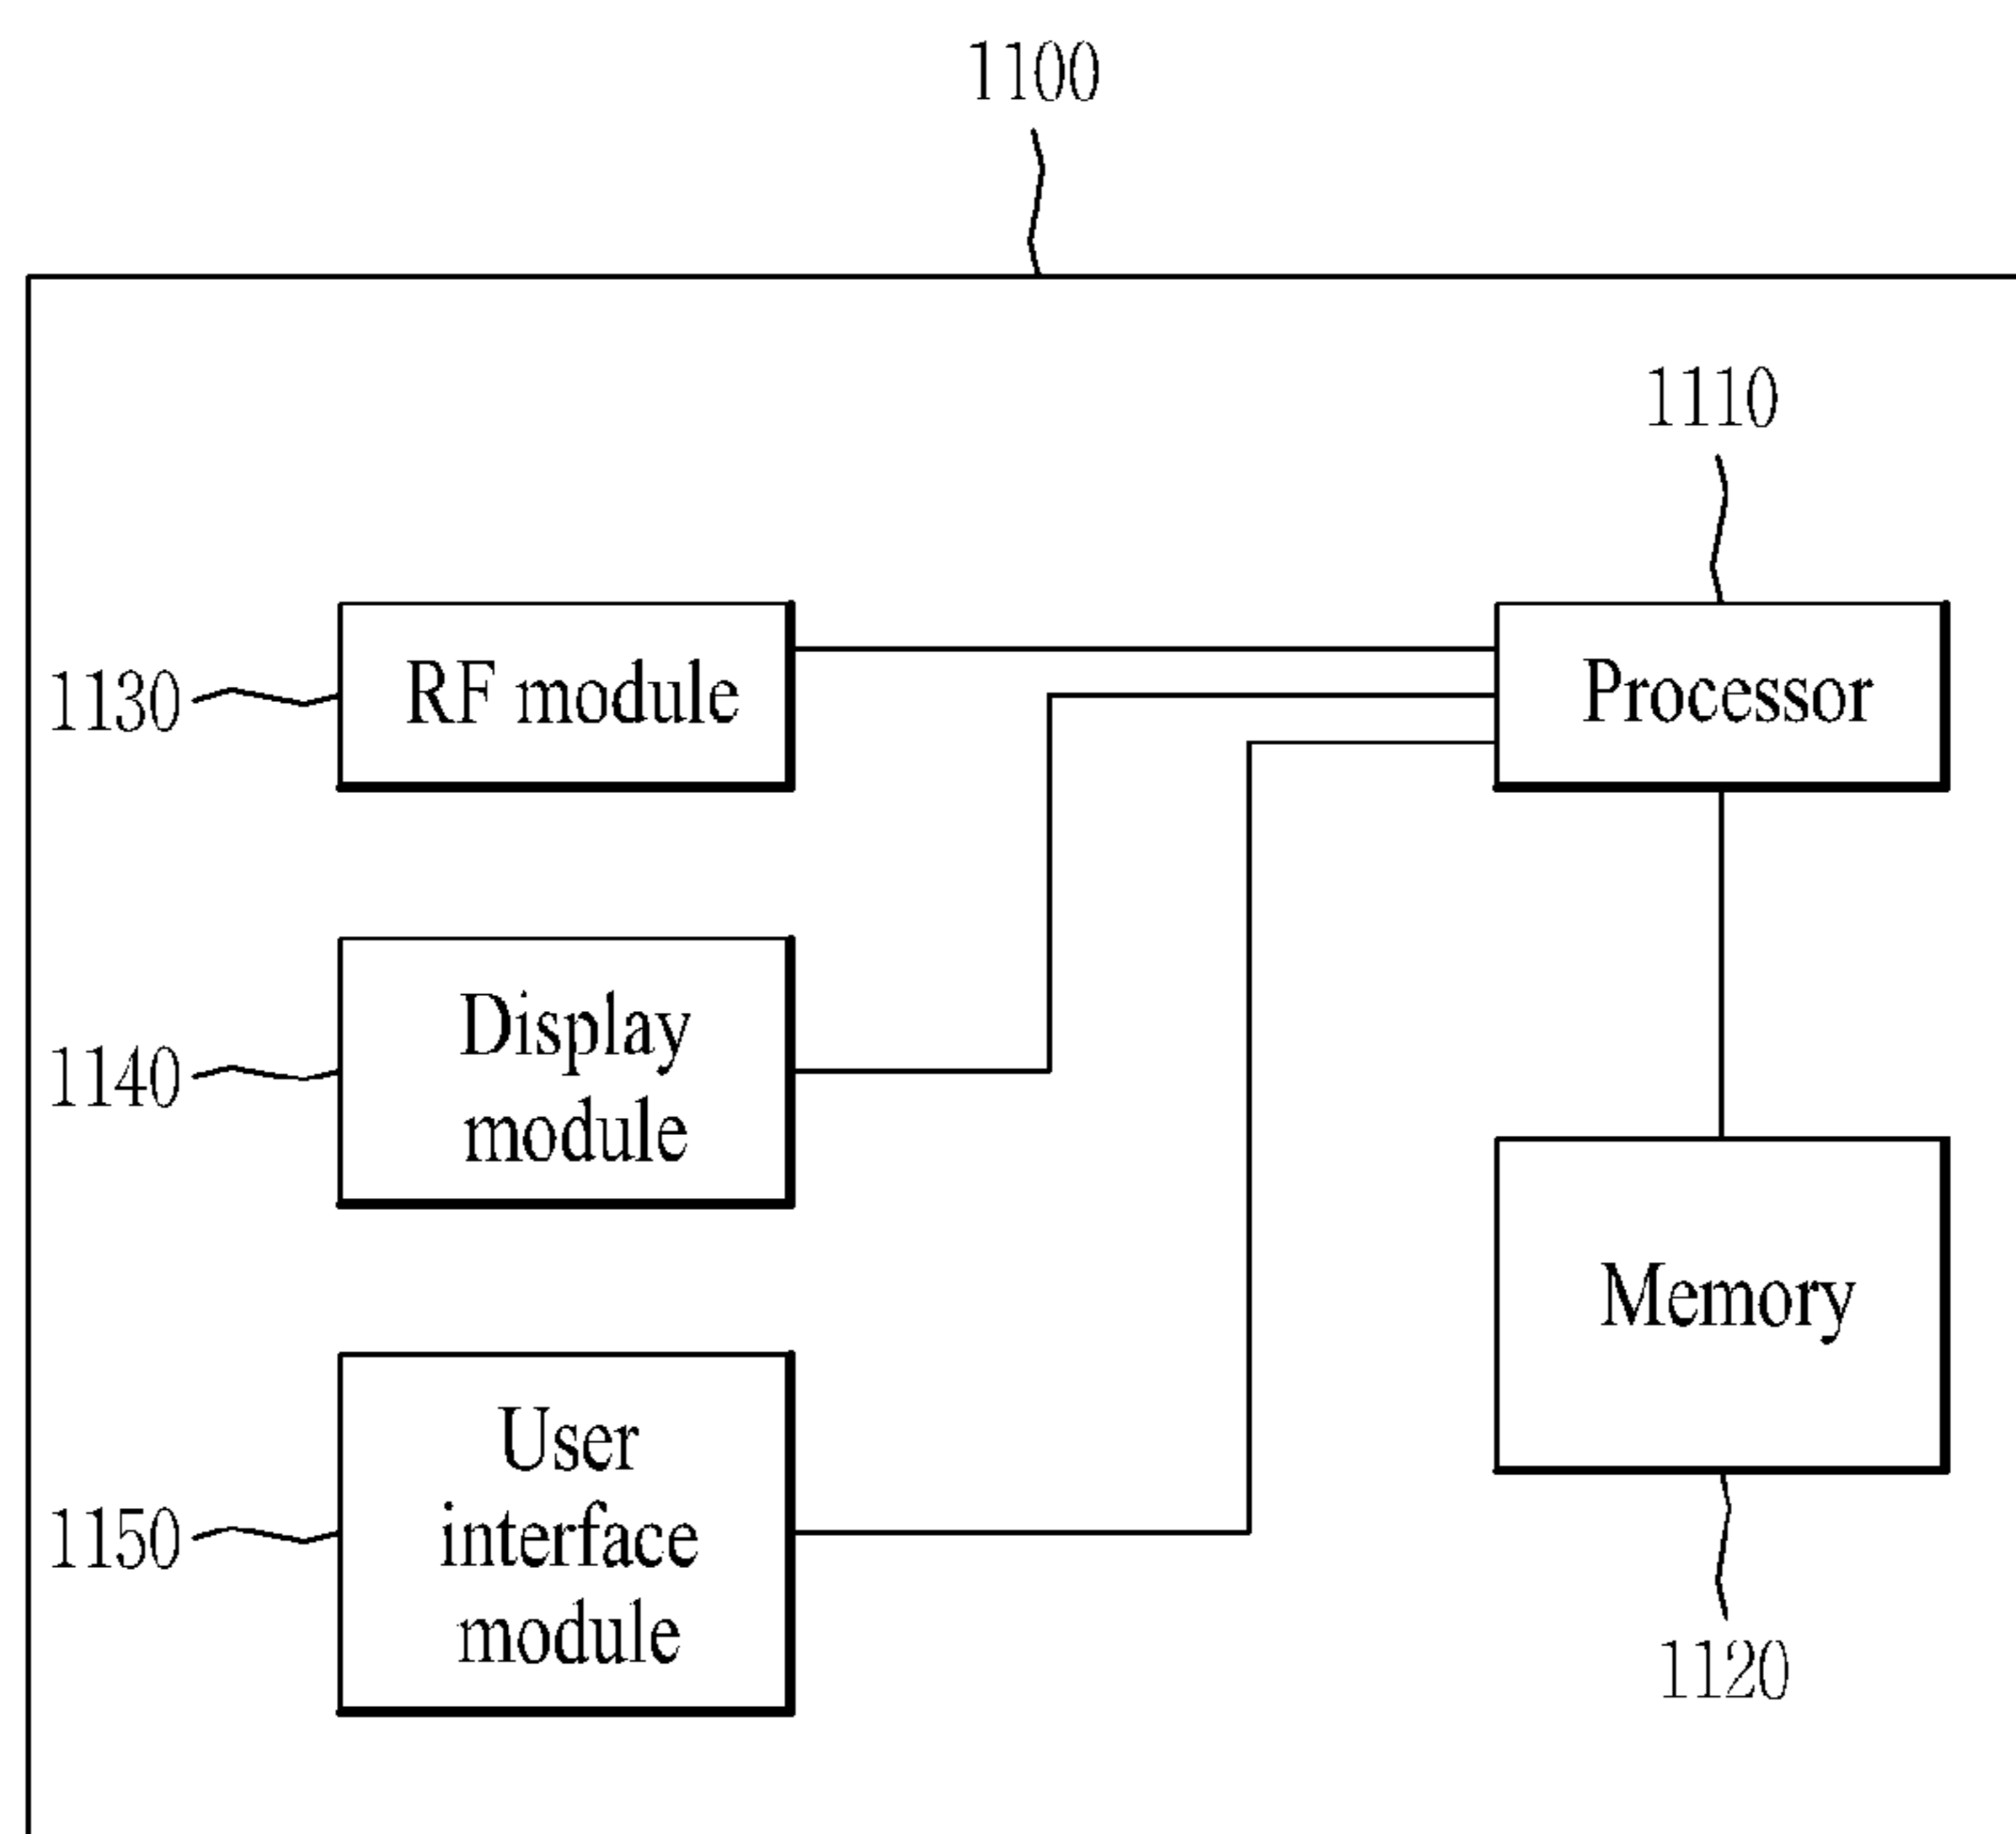 1100
1110
1130
RF module
Processor
1140
Display
module
Memory
1150
User
interface
module
1120